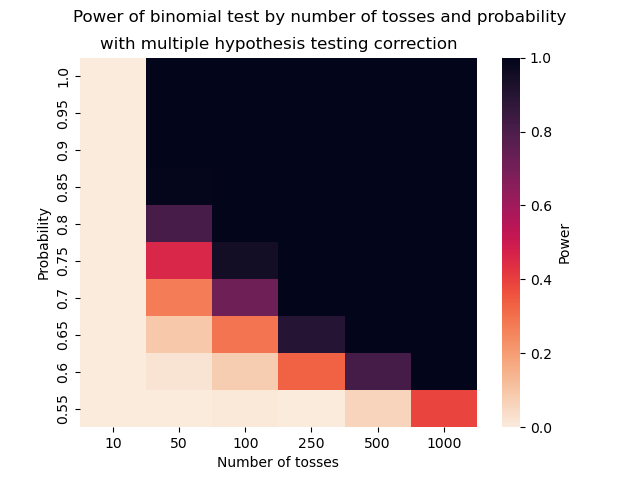 Power of binomial test by number of tosses and probability
with multiple hypothesis testing correction
Probability
1.0
0.95
0.9
0.85
0.8
0.75
0.7
0.65
0.6
0.55
10 50 100 250 500 1000
Number of tosses
1.0
0.8
0.6
0.4
0.2
0.0
Power